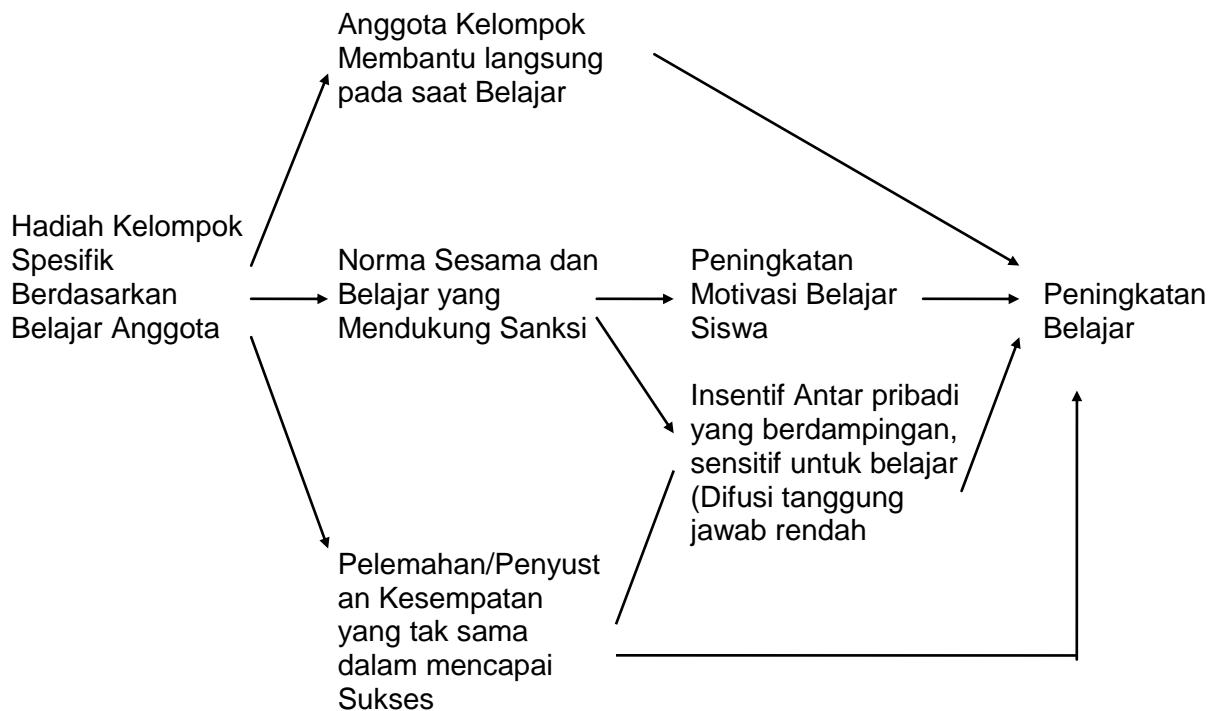 Anggota Kelompok
Membantu langsung
pada saat Belajar
Hadiah Kelompok
Spesifik
Berdasarkan
Belajar Anggota
Norma Sesama dan
Belajar yang
Mendukung Sanksi
Peningkatan
Motivasi Belajar
Siswa
Peningkatan
Belajar
Insentif Antar pribadi
yang berdampingan,
sensitif untuk belajar
(Difusi tanggung
jawab rendah
Pelemahan/Penyust
an Kesempatan
yang tak sama
dalam mencapai
Sukses